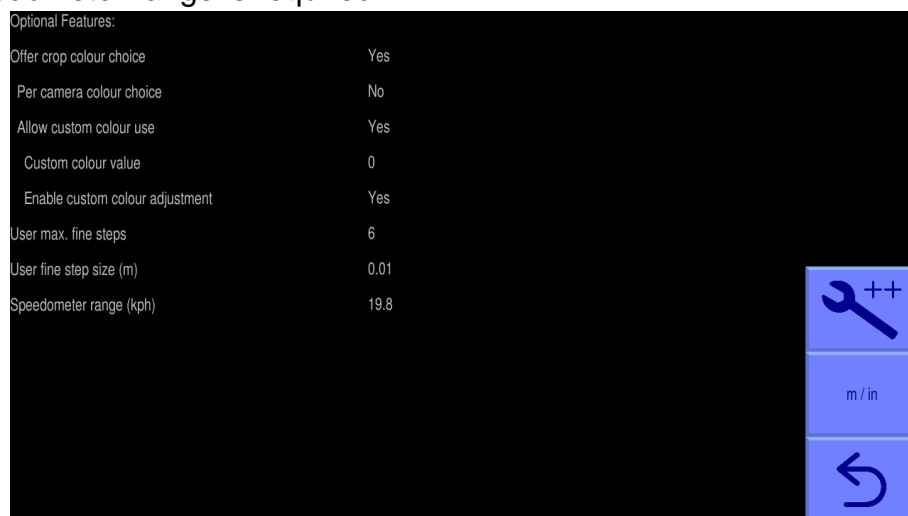 Optional Features:
Offer crop colour choice Yes
Per camera colour choice No
Allow custom colour use Yes
Custom colour value 0
Enable custom colour adjustment Yes
User max. fine steps 6
User fine step size (m) 0.01
Speedometer range (kph) 19.8
++
m / in